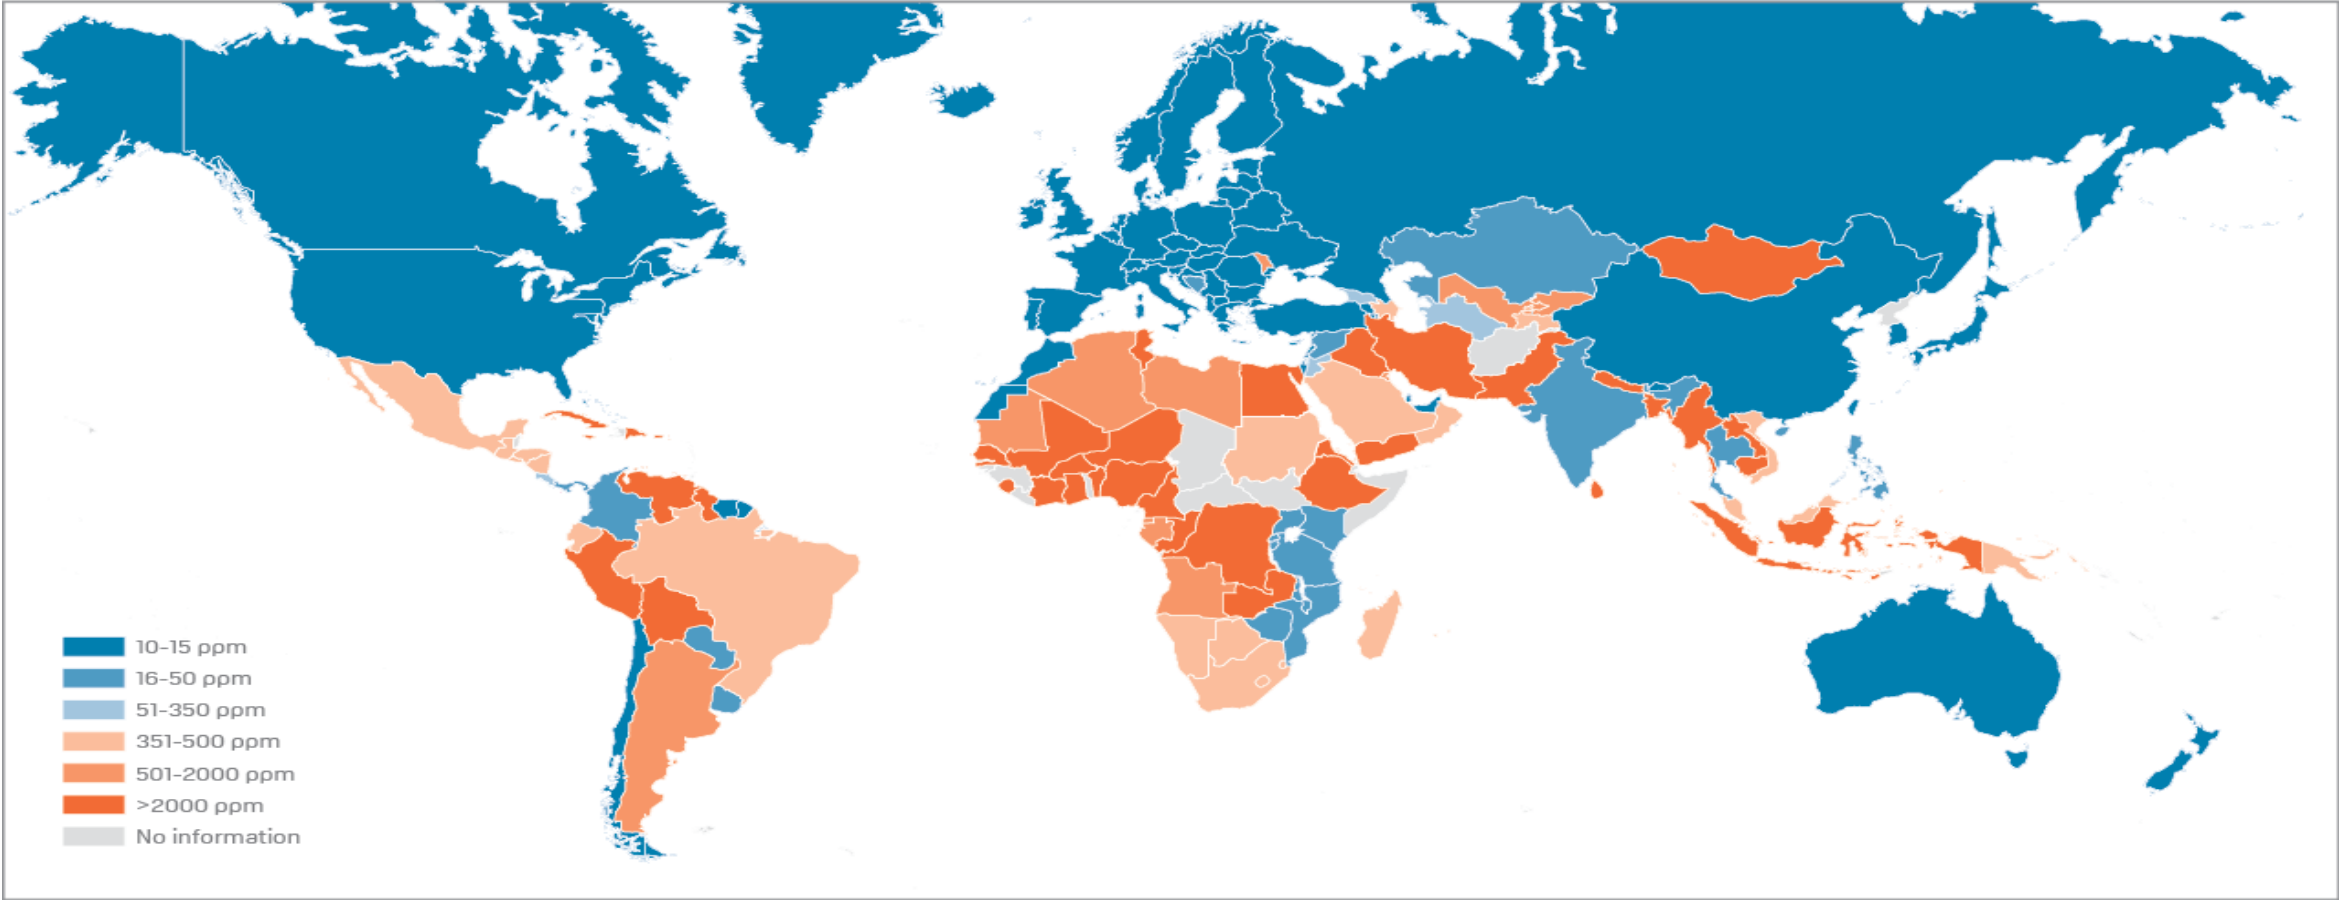 10-15 ppm
16-50 ppm
51-350 ppm
351-500 ppm
501-2000 ppm
>2000 ppm
No information